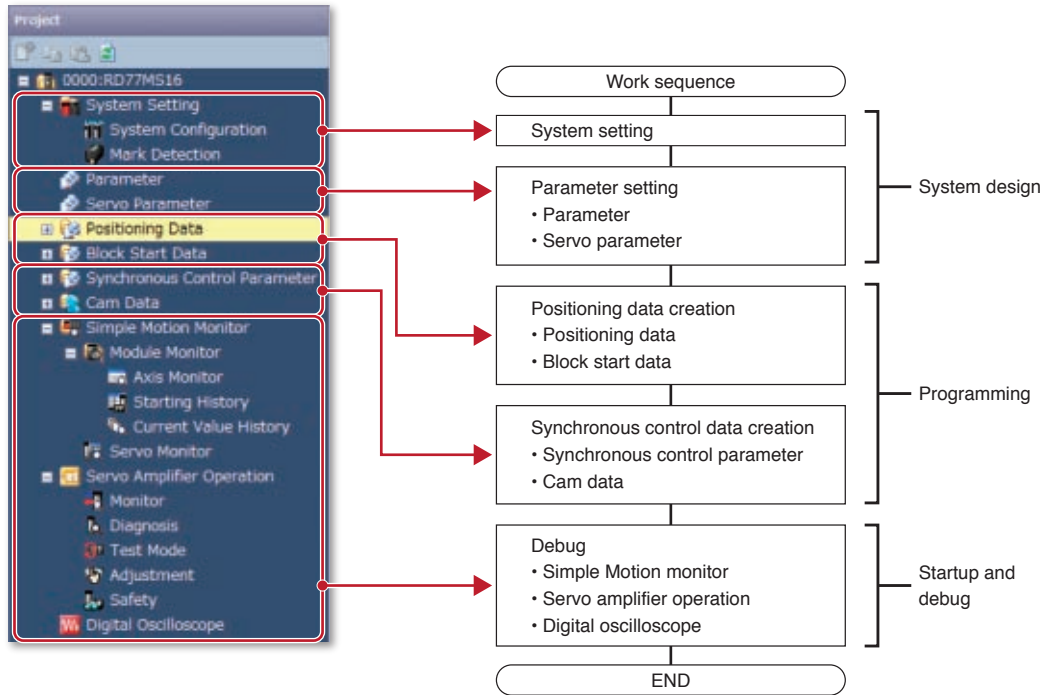 Project
0000:RD77MS16
System Setting
System Configuration
Mark Detection
Parameter
Servo Parameter
Positioning Data
Block Start Data
Synchronous Control Parameter
Cam Data
Simple Motion Monitor
Module Monitor
Axis Monitor
Starting History
Current Value History
Servo Monitor
Servo Amplifier Operation
Monitor
Diagnosis
Test Mode
Adjustment
Safety
Digital Oscilloscope
Work sequence
System setting
Parameter setting
• Parameter
• Servo parameter
Positioning data creation
• Positioning data
• Block start data
Synchronous control data creation
• Synchronous control parameter
• Cam data
Debug
• Simple Motion monitor
• Servo amplifier operation
• Digital oscilloscope
END
System design
Programming
Startup and
debug